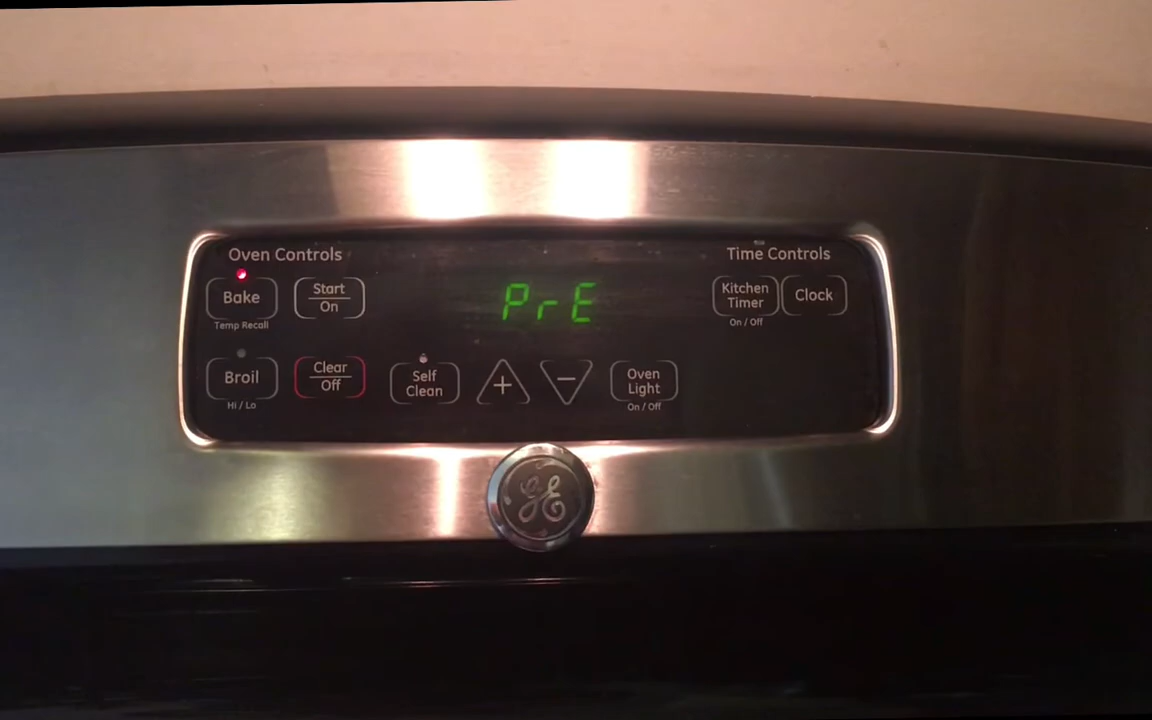 Oven Controls
Bake
Temp Recall
Start
On
PrE
Time Controls
Kitchen
Timer
On / Off
Clock
Broil
Hi / Lo
Clear
Off
Self
Clean
+
−
Oven
Light
On / Off
GE